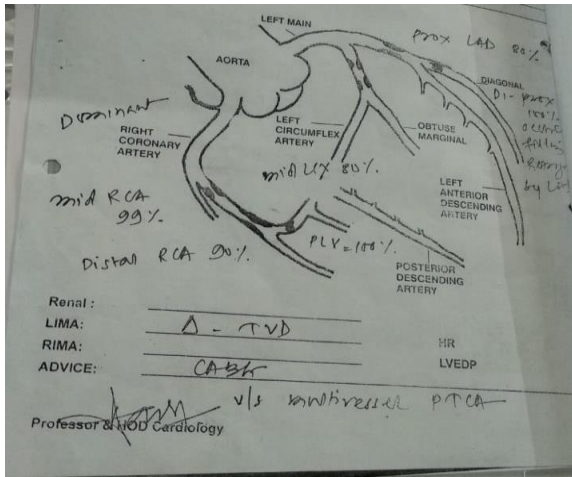 LEFT MAIN
Prox LAD 80%
AORTA
DIAGONAL
D1 - prox
100%
Dominant
RIGHT
CORONARY
ARTERY
LEFT
CIRCUMFLEX
ARTERY
OBTUSE
MARGINAL
mid LCX 80%
LEFT
ANTERIOR
DESCENDING
ARTERY
mid RCA
99%
Distal RCA 90%
PLV = 100%
POSTERIOR
DESCENDING
ARTERY
Renal :
LIMA: Δ - TVD
RIMA: HR
ADVICE: CABG LVEDP
v/s multivessel PTCA
Professor & HOD Cardiology